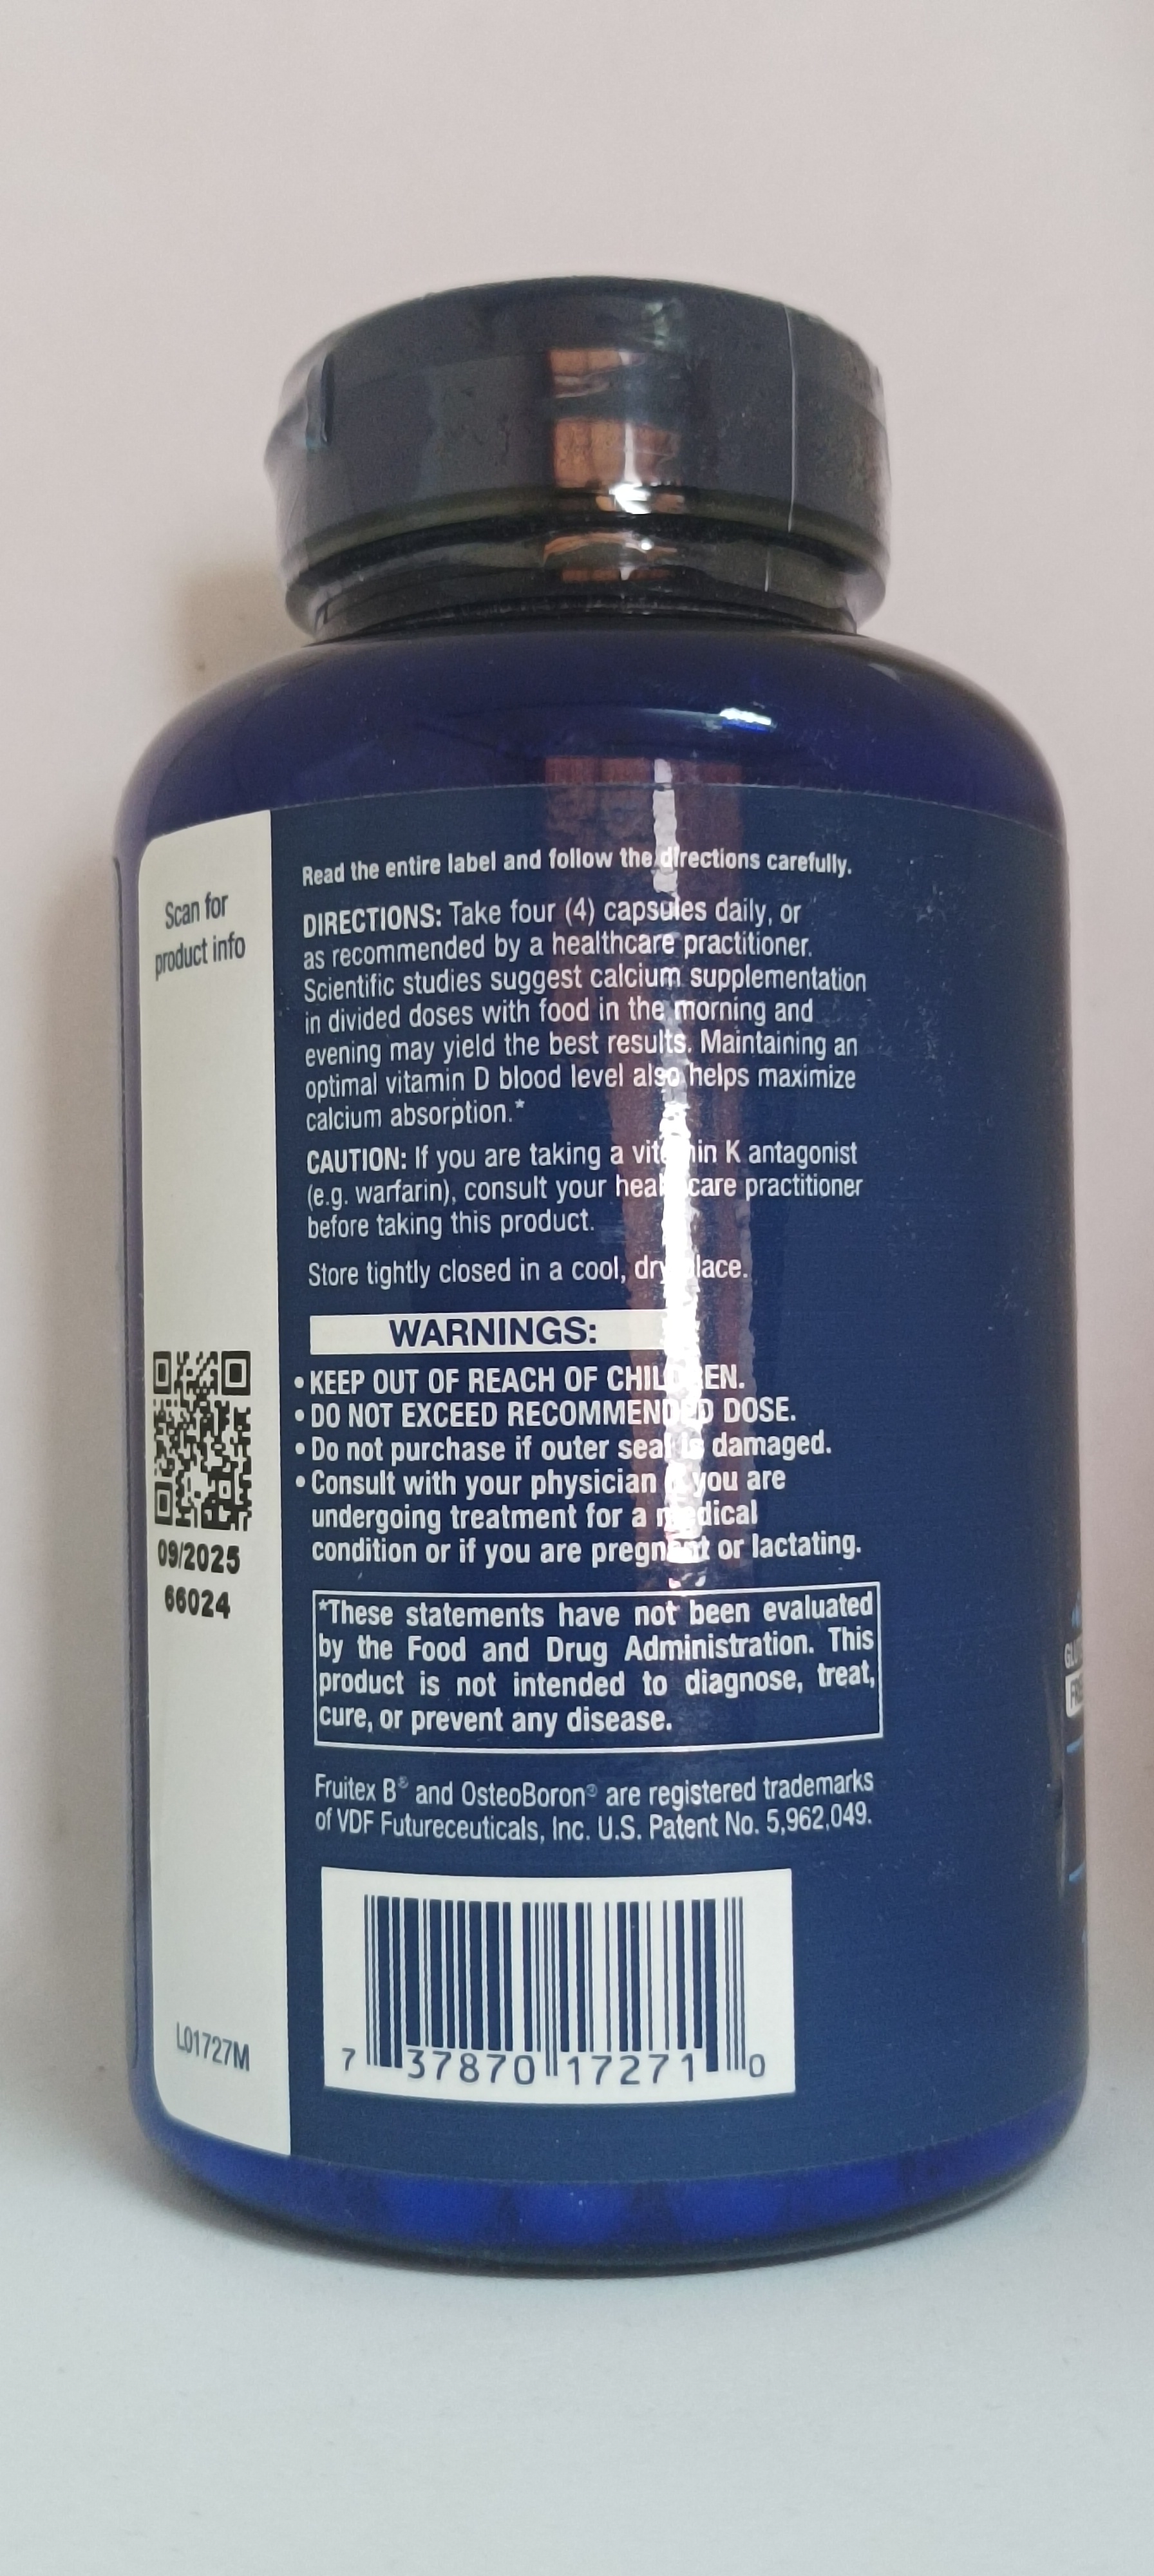 Scan for
product info
09/2025
66024
L01727M
Read the entire label and follow the directions carefully.
DIRECTIONS: Take four (4) capsules daily, or
as recommended by a healthcare practitioner.
Scientific studies suggest calcium supplementation
in divided doses with food in the morning and
evening may yield the best results. Maintaining an
optimal vitamin D blood level also helps maximize
calcium absorption.*
CAUTION: If you are taking a vitamin K antagonist
(e.g. warfarin), consult your healthcare practitioner
before taking this product.
Store tightly closed in a cool, dry place.
WARNINGS:
• KEEP OUT OF REACH OF CHILDREN.
• DO NOT EXCEED RECOMMENDED DOSE.
• Do not purchase if outer seal is damaged.
• Consult with your physician if you are
undergoing treatment for a medical
condition or if you are pregnant or lactating.
*These statements have not been evaluated
by the Food and Drug Administration. This
product is not intended to diagnose, treat,
cure, or prevent any disease.
Fruitex B® and OsteoBoron® are registered trademarks
of VDF Futureceuticals, Inc. U.S. Patent No. 5,962,049.
7 37870 17271 0